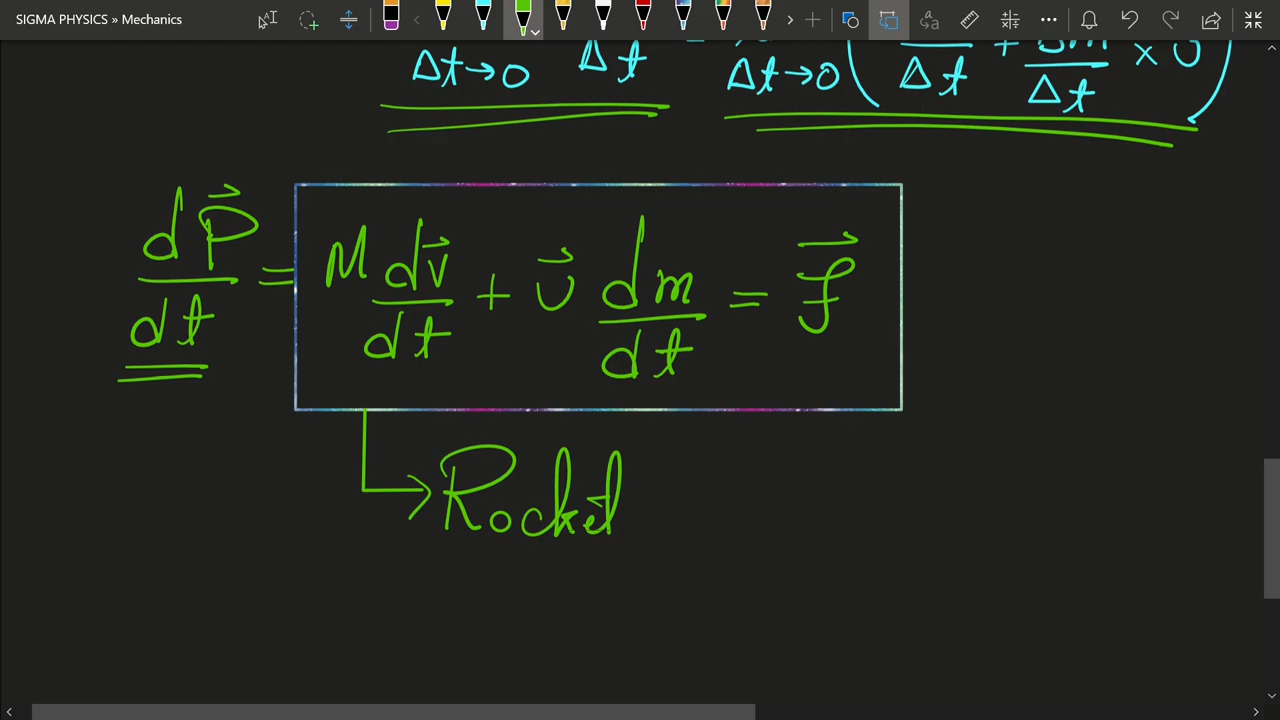 SIGMA PHYSICS » Mechanics
Δt→0 Δt Δt→0 ( Δt + Δt × U )
dP⃗/dt = M dv⃗/dt + U⃗ dm/dt = f⃗
Rocket